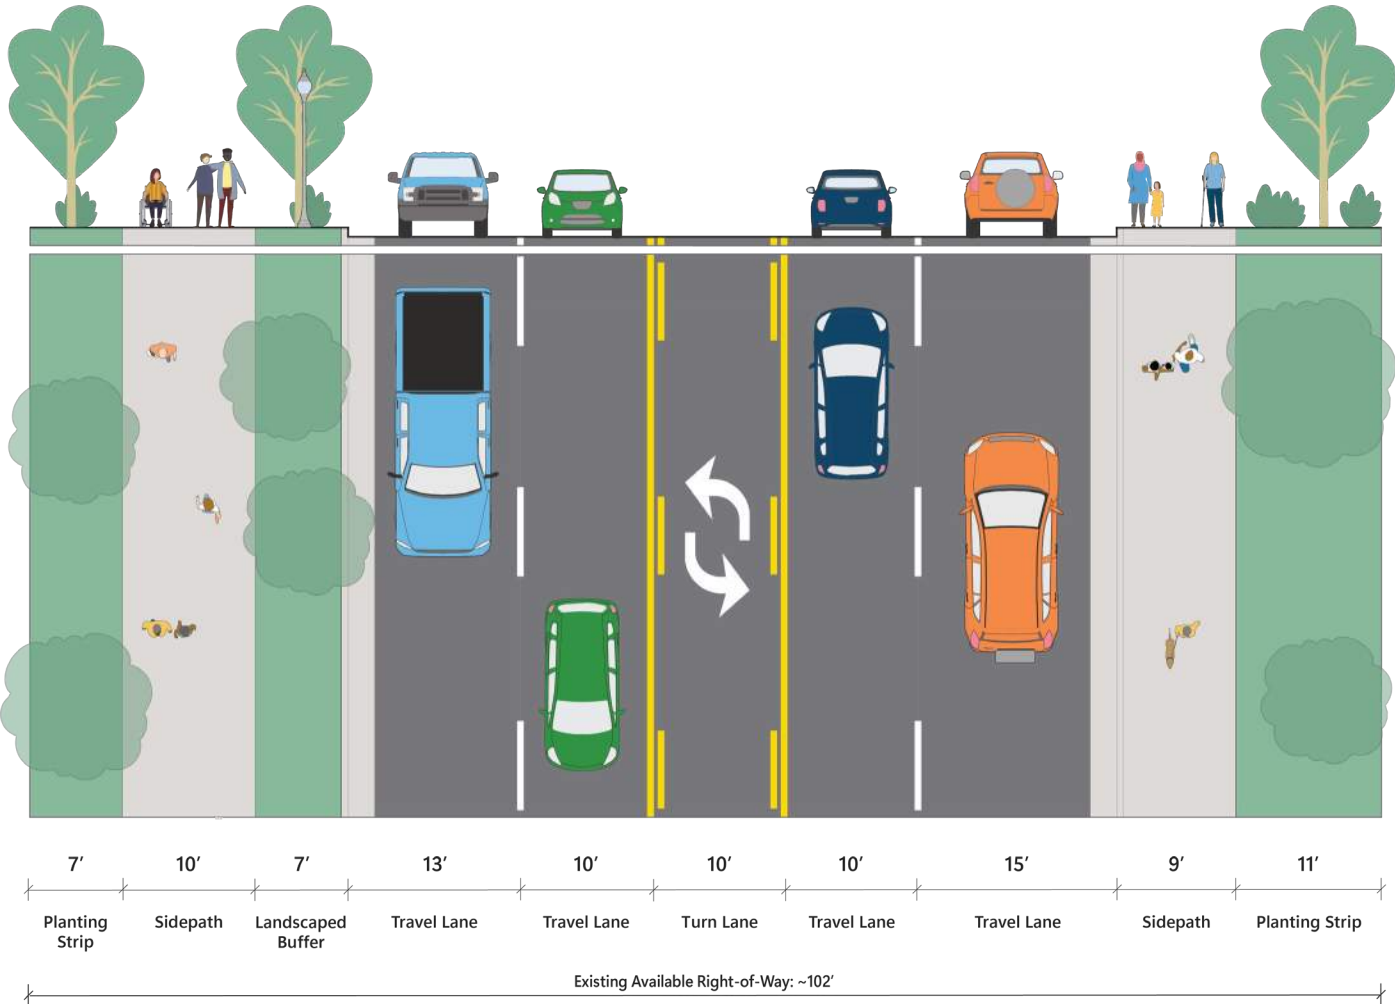 7′ 10′ 7′ 13′ 10′ 10′ 10′ 15′ 9′ 11′
Planting Sidepath Landscaped Travel Lane Travel Lane Turn Lane Travel Lane Travel Lane Sidepath Planting Strip
Strip Buffer
Existing Available Right-of-Way: ~102′